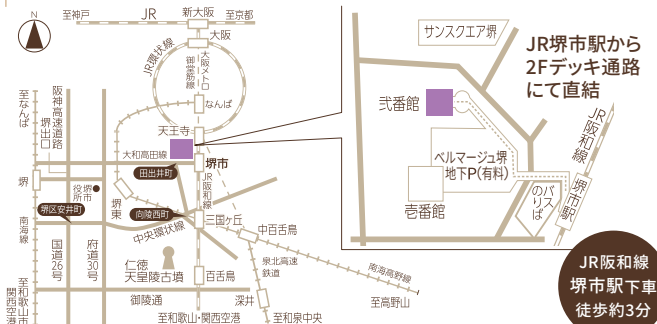 N
至神戸
JR
新大阪
至京都
大阪
JR環状線
大阪メトロ
御堂筋線
なんば
天王寺
大和高田線
堺市
JR阪和線
至なんば
阪神高速道路
堺出口
田出井町
堺
堺市
役所
堺区安井町
堺東
向陵西町
三国ヶ丘
中央環状線
中百舌鳥
南海線
国道26号
府道30号
仁徳
天皇陵古墳
百舌鳥
泉北高速
鉄道
南海高野線
至高野山
御陵通
深井
至和歌山市
関西空港
至和歌山・関西空港
至和泉中央
サンスクエア堺
JR堺市駅から
2Fデッキ通路
にて直結
弐番館
JR阪和線
ベルマージュ堺
地下P(有料)
壱番館
バス
のりば
堺市駅
JR阪和線
堺市駅下車
徒歩約3分